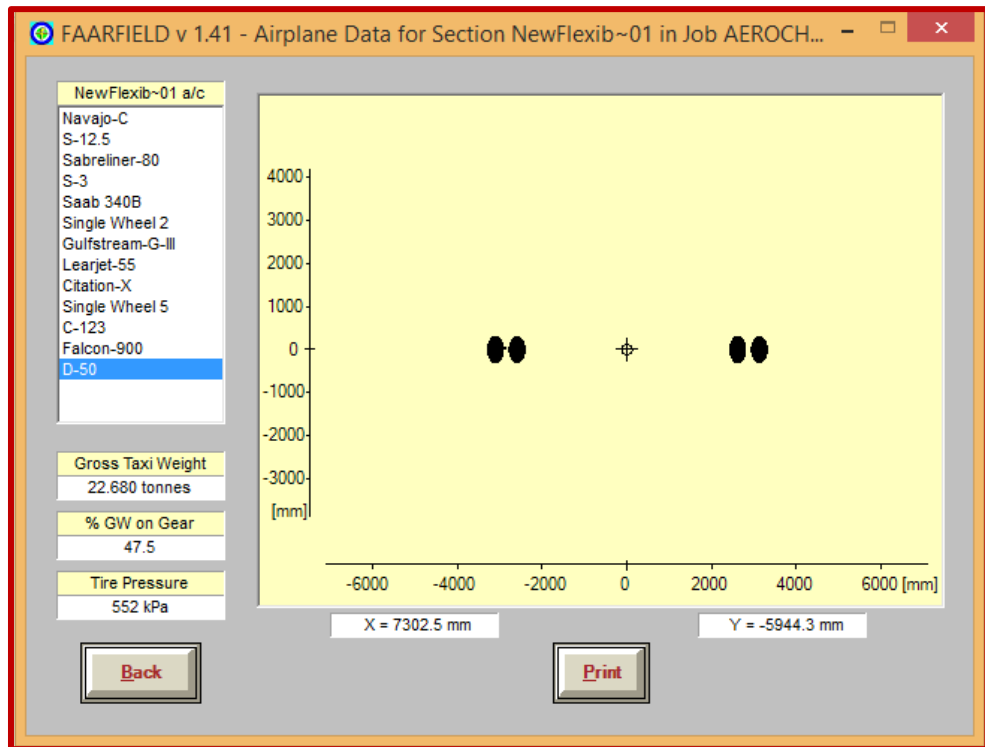 FAARFIELD v 1.41 - Airplane Data for Section NewFlexib~01 in Job AEROCH...
NewFlexib~01 a/c
Navajo-C
S-12.5
Sabreliner-80
S-3
Saab 340B
Single Wheel 2
Gulfstream-G-III
Learjet-55
Citation-X
Single Wheel 5
C-123
Falcon-900
D-50
Gross Taxi Weight
22.680 tonnes
% GW on Gear
47.5
Tire Pressure
552 kPa
4000
3000
2000
1000
0
-1000
-2000
-3000
[mm]
-6000 -4000 -2000 0 2000 4000 6000 [mm]
X = 7302.5 mm
Y = -5944.3 mm
Back
Print